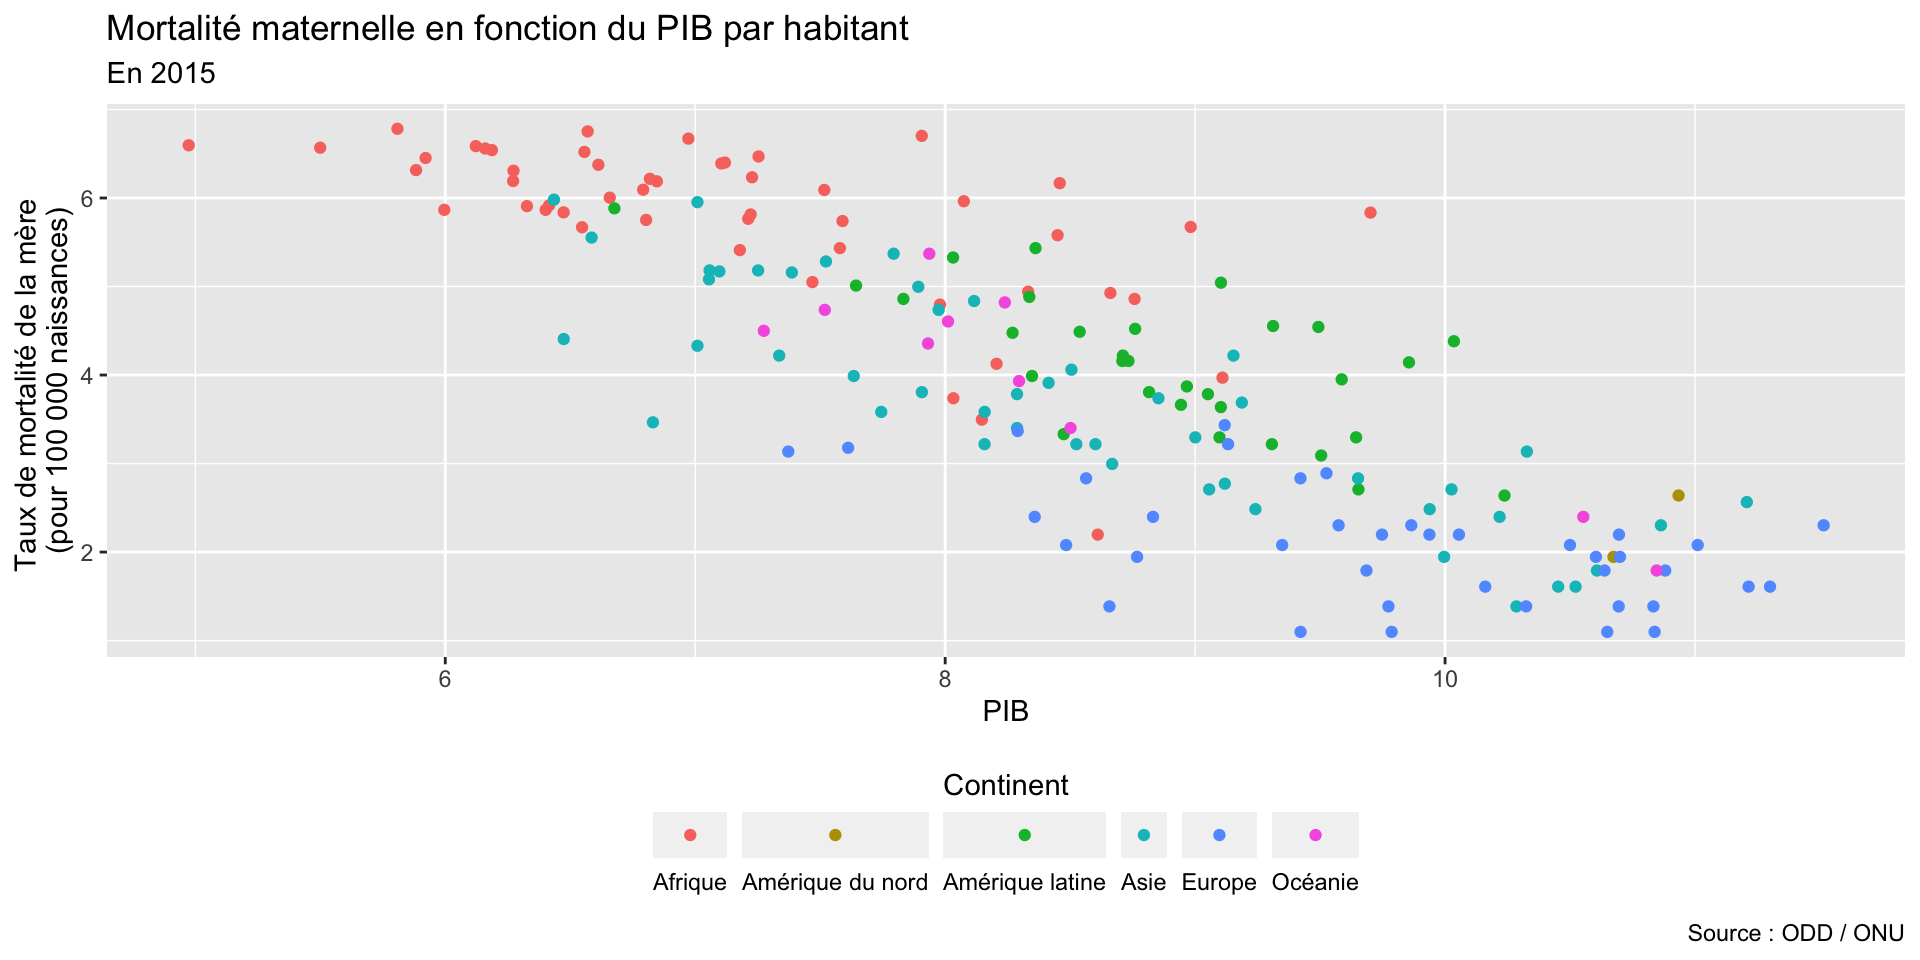 Mortalité maternelle en fonction du PIB par habitant
En 2015
Taux de mortalité de la mère
(pour 100 000 naissances)
6
4
2
6
8
10
PIB
Continent
Afrique
Amérique du nord
Amérique latine
Asie
Europe
Océanie
Source : ODD / ONU